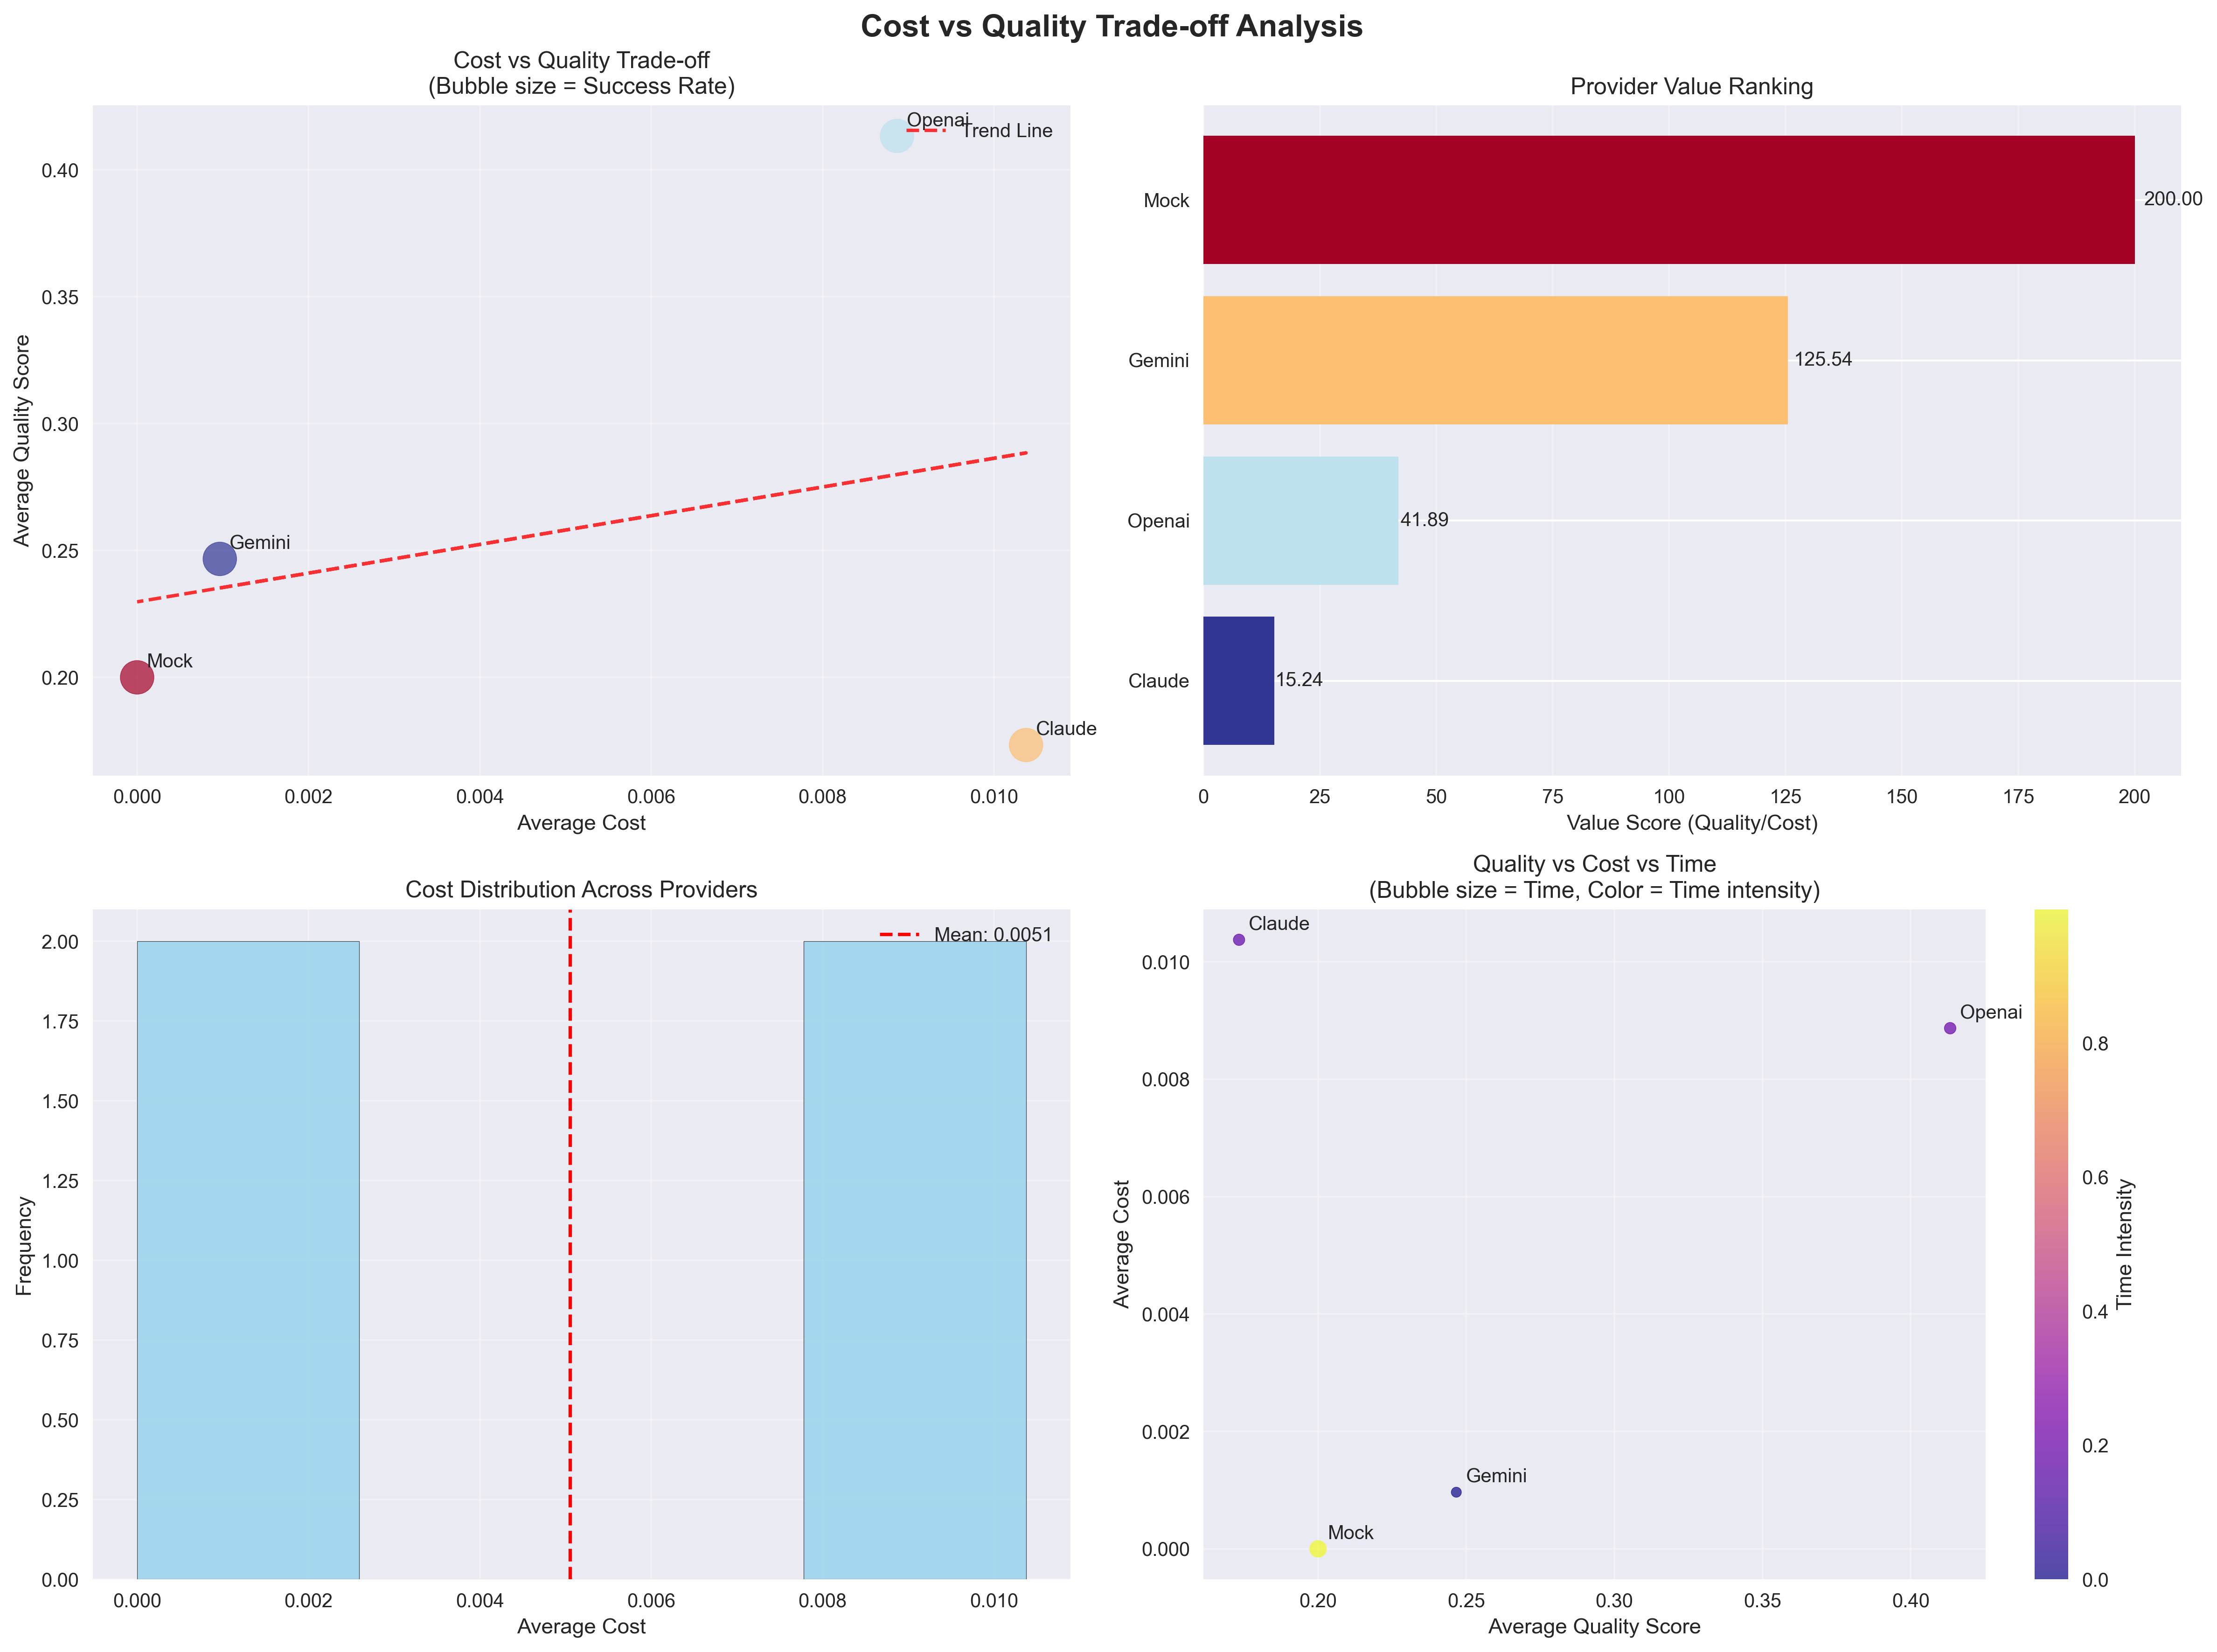 Cost vs Quality Trade-off Analysis
Cost vs Quality Trade-off
(Bubble size = Success Rate)
Openai
Trend Line
Gemini
Mock
Claude
0.40
0.35
0.30
0.25
0.20
Average Quality Score
0.000
0.002
0.004
0.006
0.008
0.010
Average Cost
Provider Value Ranking
Mock
200.00
Gemini
125.54
Openai
41.89
Claude
15.24
0
25
50
75
100
125
150
175
200
Value Score (Quality/Cost)
Cost Distribution Across Providers
Mean: 0.0051
2.00
1.75
1.50
1.25
1.00
0.75
0.50
0.25
0.00
Frequency
0.000
0.002
0.004
0.006
0.008
0.010
Average Cost
Quality vs Cost vs Time
(Bubble size = Time, Color = Time intensity)
Claude
Openai
Gemini
Mock
0.010
0.008
0.006
0.004
0.002
0.000
Average Cost
0.20
0.25
0.30
0.35
0.40
Average Quality Score
0.8
0.6
0.4
0.2
0.0
Time Intensity